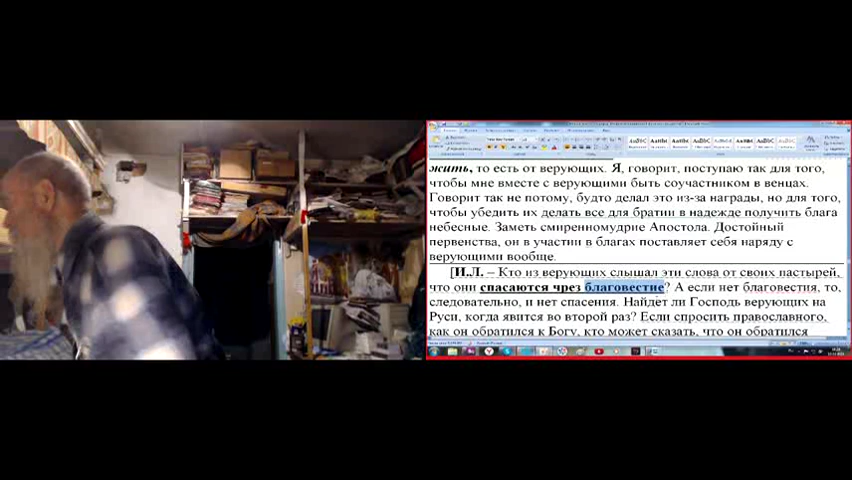 жить, то есть от верующих. Я, говорит, поступаю так для того,
чтобы мне вместе с верующими быть соучастником в венцах.
Говорит так не потому, будто делал это из-за награды, но для того,
чтобы убедить их делать все для братии в надежде получить блага
небесные. Заметь смиренномудрие Апостола. Достойный
первенства, он в участии в благах поставляет себя наряду с
верующими вообще.
[И.Л. – Кто из верующих слышал эти слова от своих пастырей,
что они спасаются чрез благовестие? А если нет благовестия, то,
следовательно, и нет спасения. Найдёт ли Господь верующих на
Руси, когда явится во второй раз? Если спросить православного,
как он обратился к Богу, кто может сказать, что он обратился